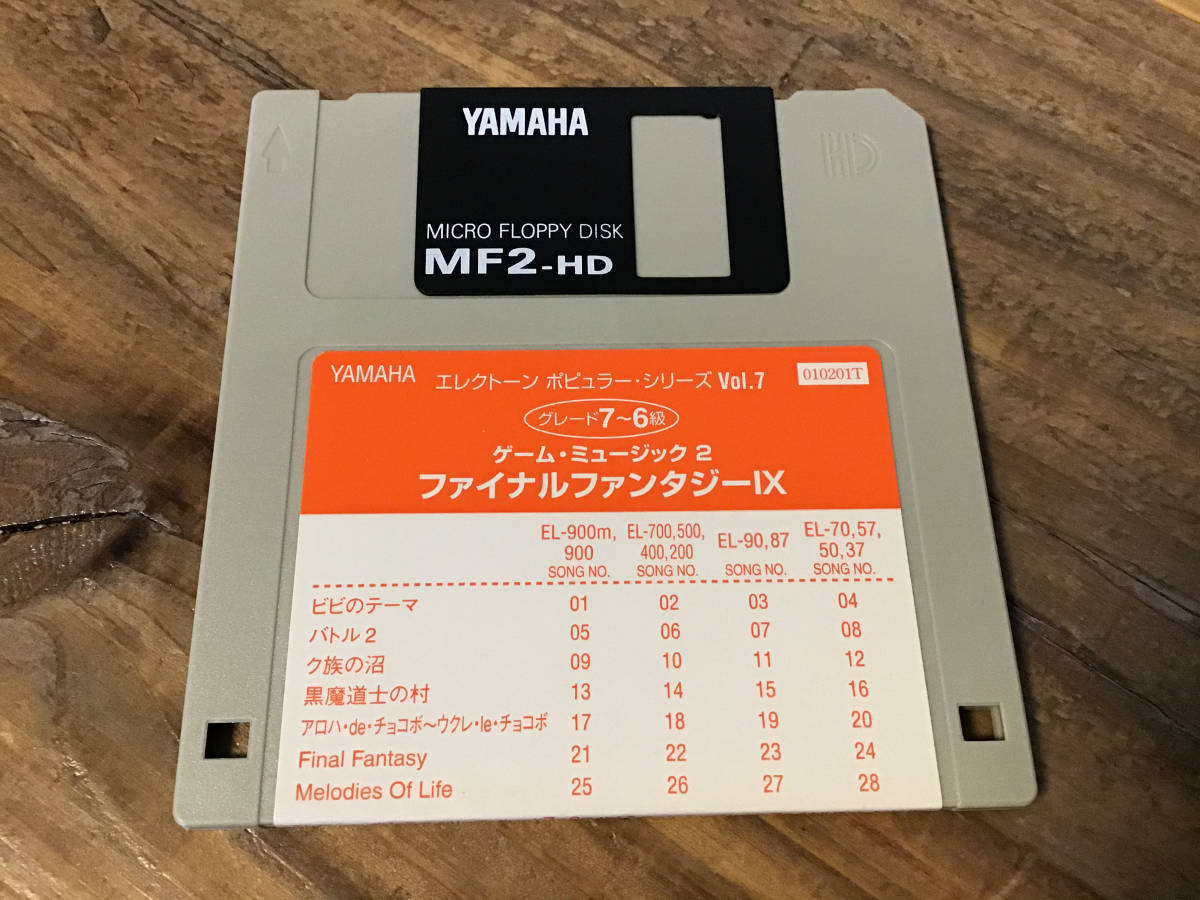 YAMAHA
MICRO FLOPPY DISK
MF2-HD
HD
YAMAHA エレクトーン ポピュラー・シリーズ Vol.7 010201T
グレード7〜6級
ゲーム・ミュージック 2
ファイナルファンタジーIX
EL-900m, EL-700,500, EL-90,87 EL-70,57,
900 400,200 50,37
SONG NO. SONG NO. SONG NO. SONG NO.
ビビのテーマ 01 02 03 04
バトル2 05 06 07 08
ク族の沼 09 10 11 12
黒魔道士の村 13 14 15 16
アロハ・de・チョコボ〜ウクレ・le・チョコボ 17 18 19 20
Final Fantasy 21 22 23 24
Melodies Of Life 25 26 27 28